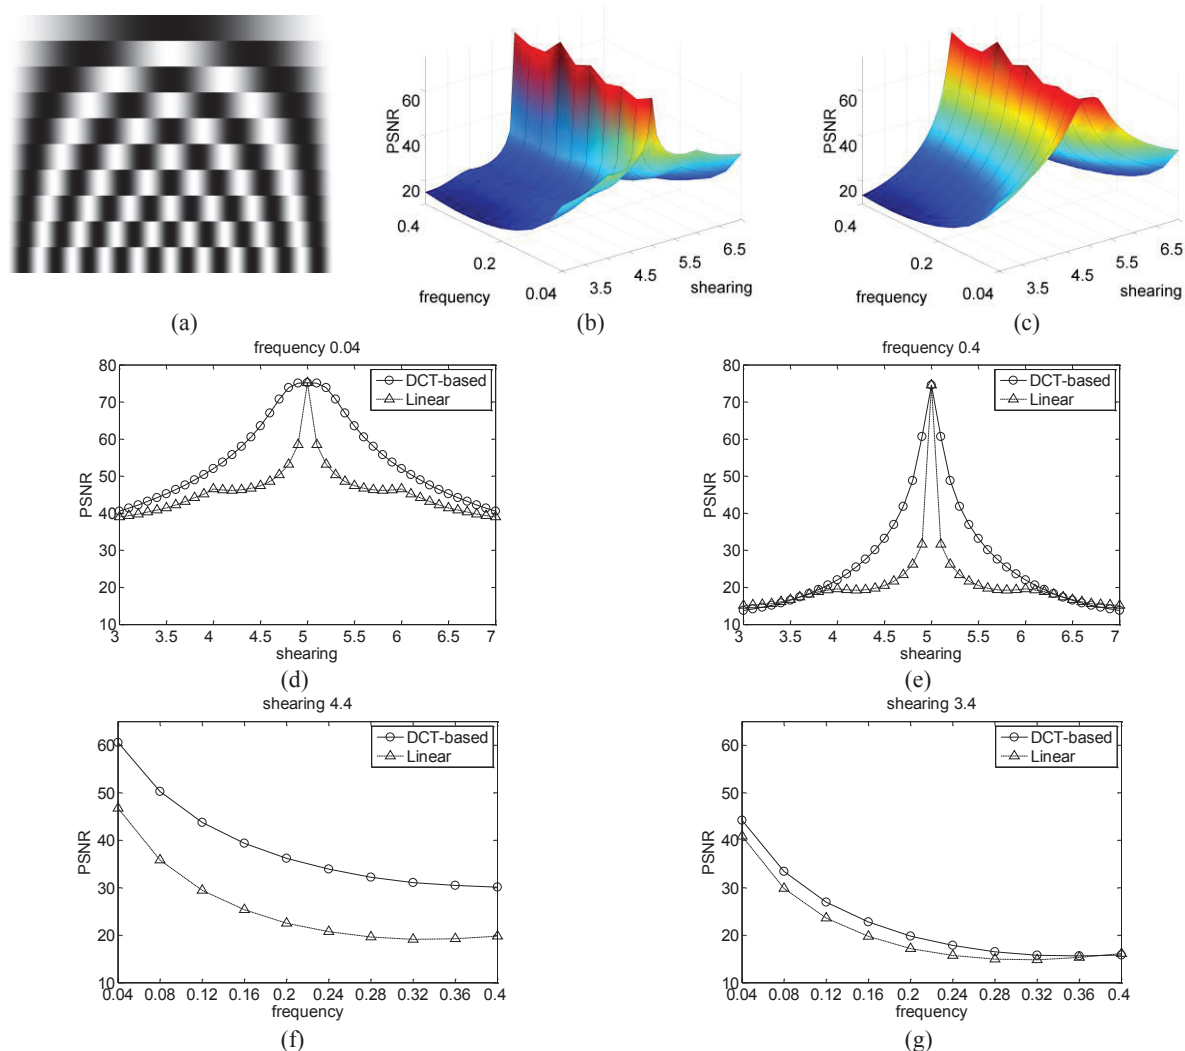 PSNR
60
40
20
0.4
0.2
0.04
frequency
3.5
4.5
5.5
6.5
shearing
PSNR
60
40
20
0.4
0.2
0.04
frequency
3.5
4.5
5.5
6.5
shearing
(a)
(b)
(c)
frequency 0.04
80
70
60
50
40
30
20
10
PSNR
DCT-based
Linear
3 3.5 4 4.5 5 5.5 6 6.5 7
shearing
(d)
frequency 0.4
80
70
60
50
40
30
20
10
PSNR
DCT-based
Linear
3 3.5 4 4.5 5 5.5 6 6.5 7
shearing
(e)
shearing 4.4
60
50
40
30
20
10
PSNR
DCT-based
Linear
0.04 0.08 0.12 0.16 0.2 0.24 0.28 0.32 0.36 0.4
frequency
(f)
shearing 3.4
60
50
40
30
20
10
PSNR
DCT-based
Linear
0.04 0.08 0.12 0.16 0.2 0.24 0.28 0.32 0.36 0.4
frequency
(g)